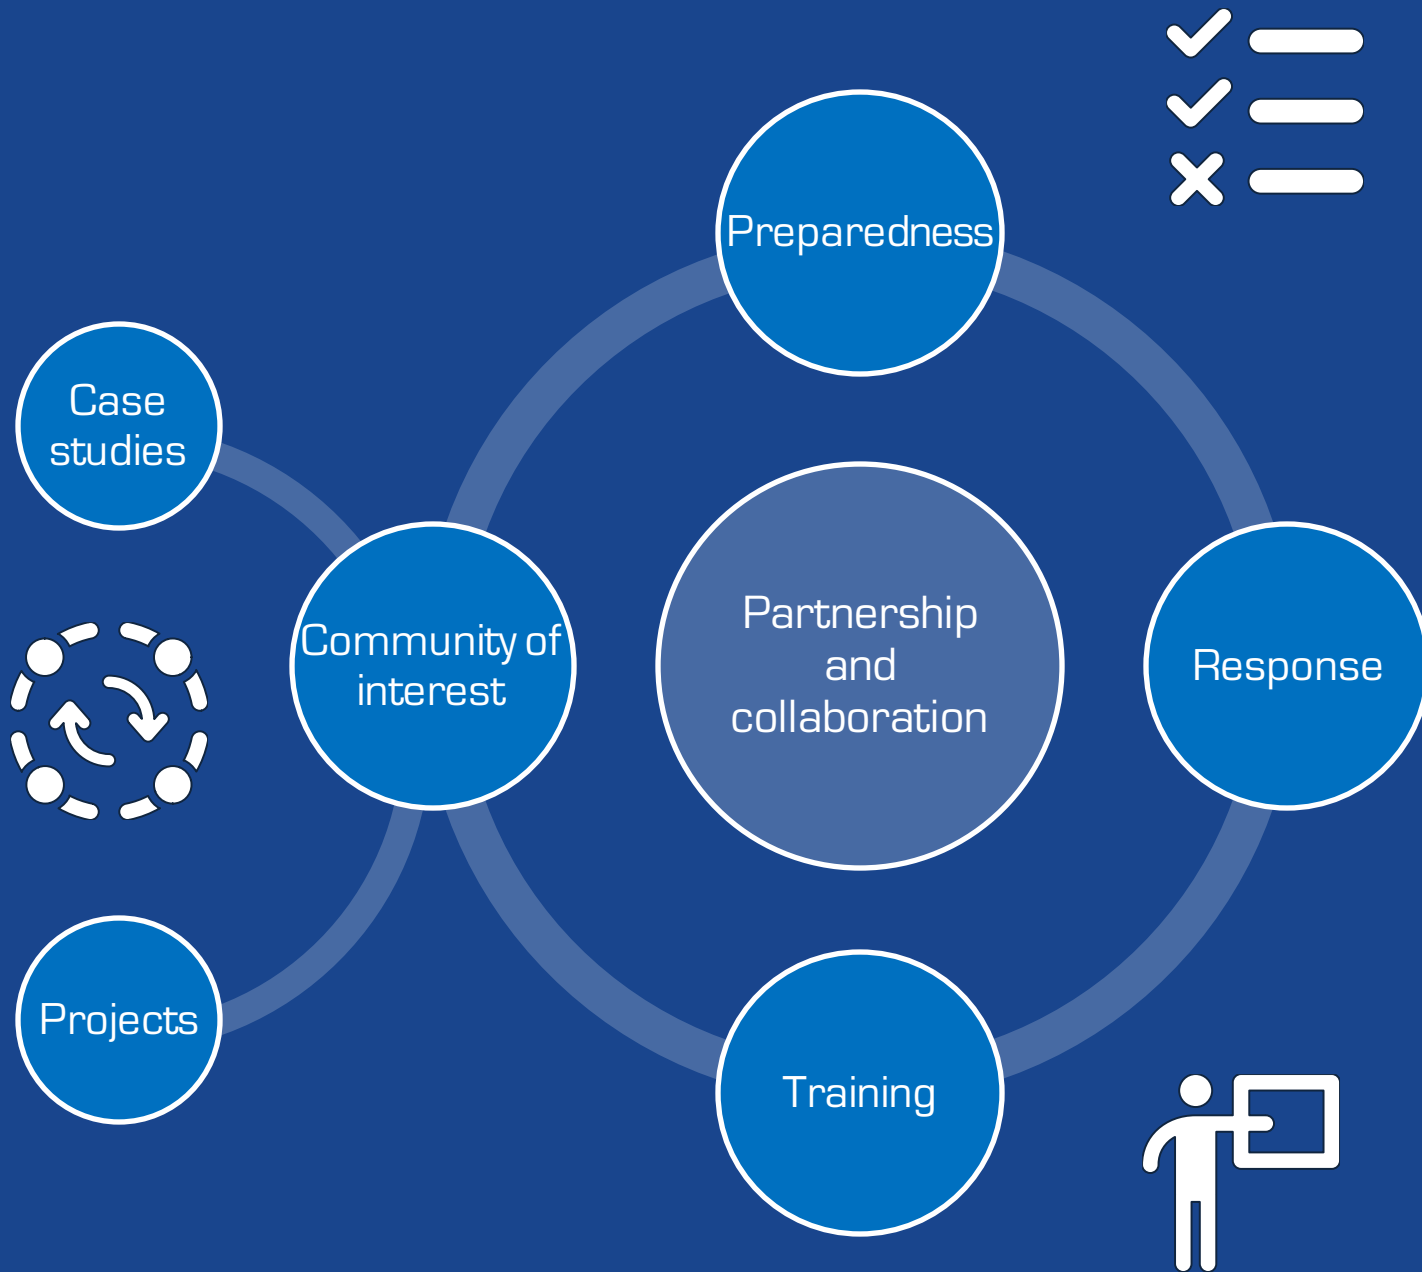 Preparedness
Case
studies
Community of
interest
Partnership
and
collaboration
Response
Projects
Training